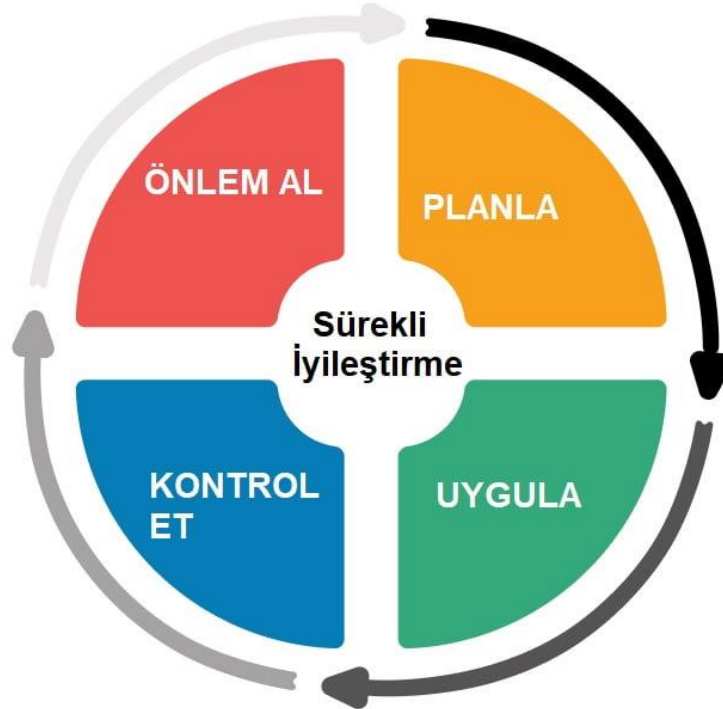 ÖNLEM AL
PLANLA
Sürekli
İyileştirme
KONTROL
ET
UYGULA